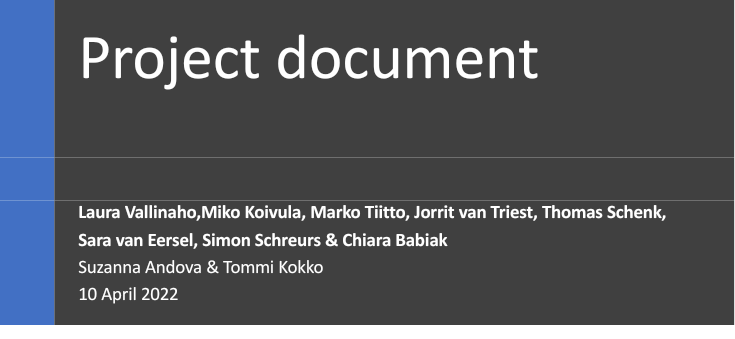 Project document
Laura Vallinaho,Miko Koivula, Marko Tiitto, Jorrit van Triest, Thomas Schenk,
Sara van Eersel, Simon Schreurs & Chiara Babiak
Suzanna Andova & Tommi Kokko
10 April 2022